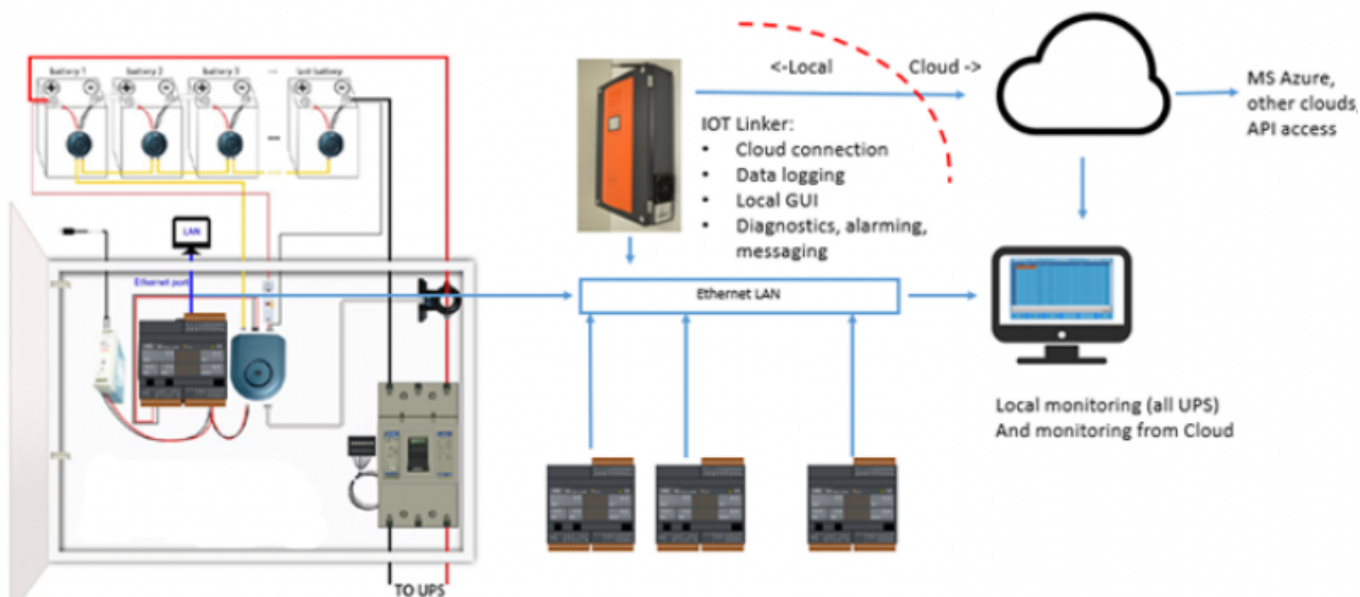 Battery 1
Battery 2
Battery 3
Last battery
LAN
Ethernet port
TO UPS
<-Local
Cloud ->
IOT Linker:
• Cloud connection
• Data logging
• Local GUI
• Diagnostics, alarming,
messaging
MS Azure,
other clouds,
API access
Ethernet LAN
Local monitoring (all UPS)
And monitoring from Cloud